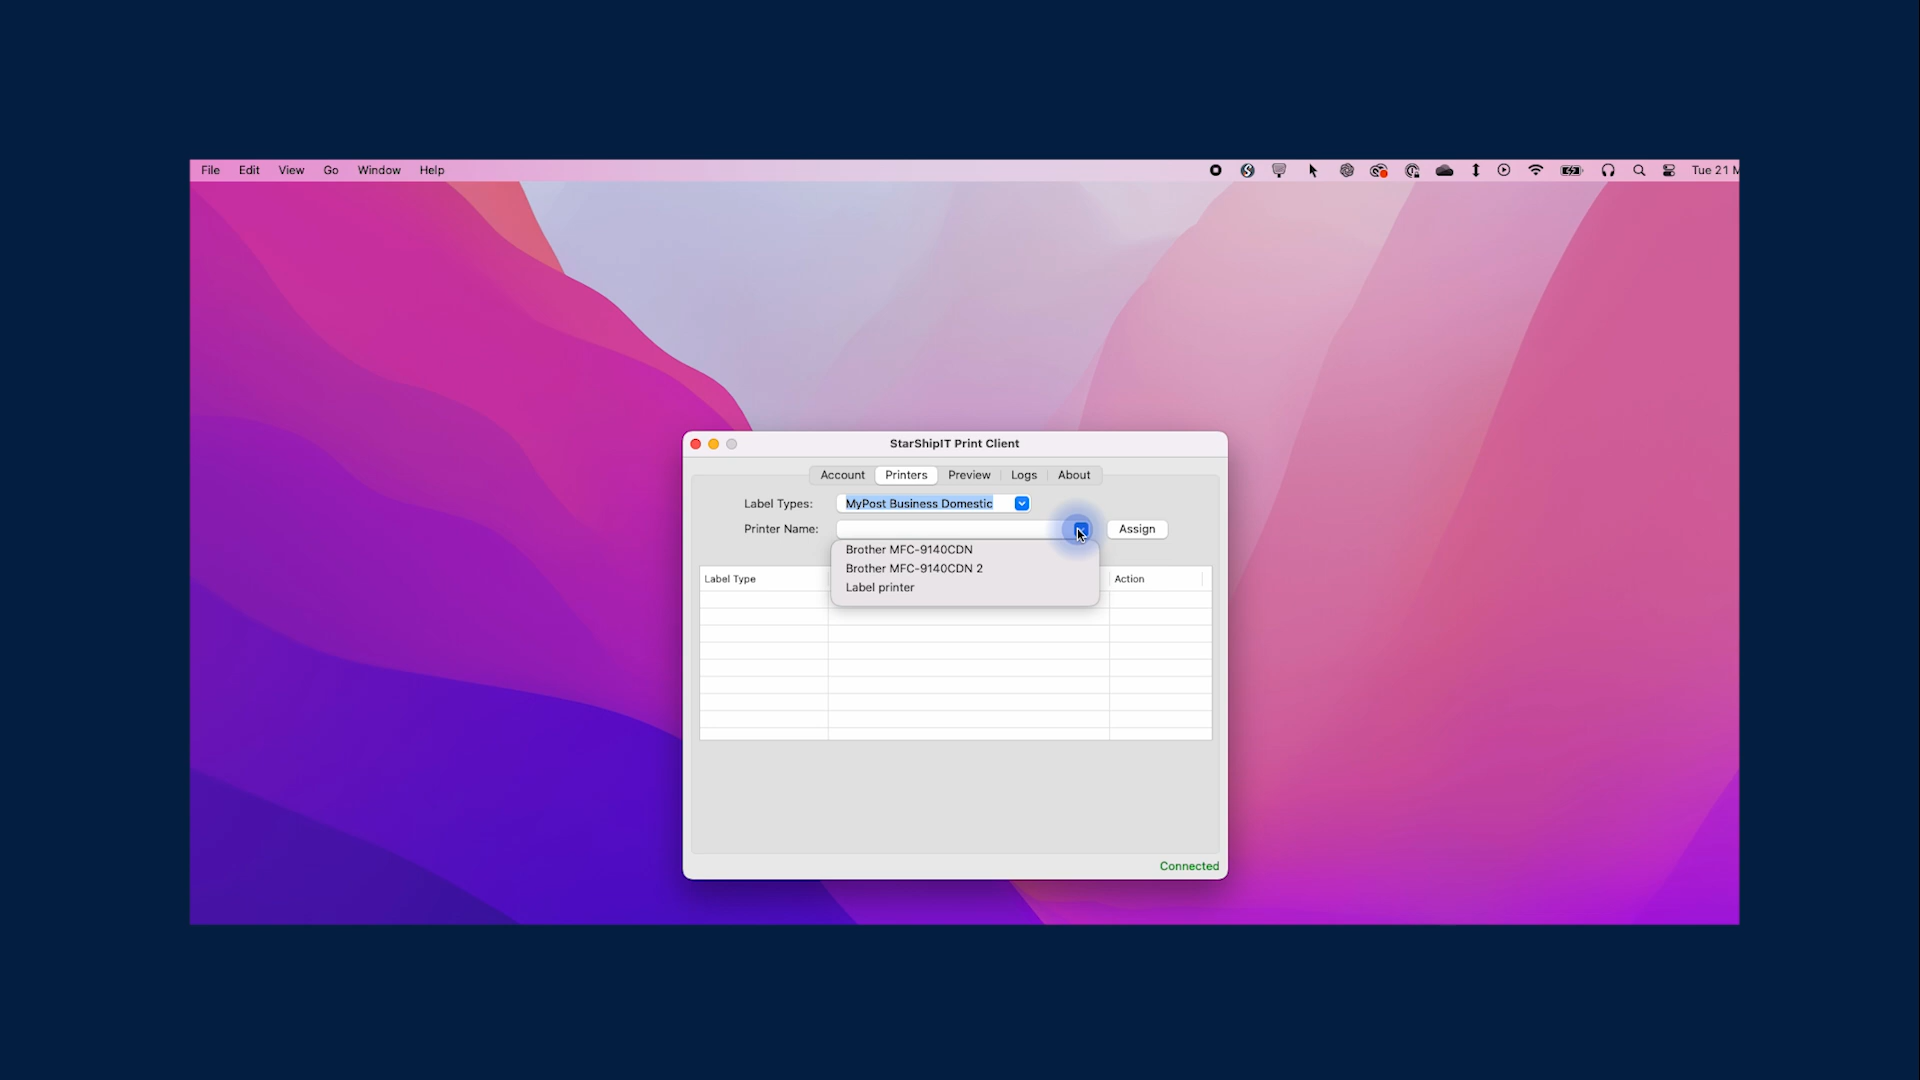 File Edit View Go Window Help Tue 21 M
StarShipIT Print Client
Account Printers Preview Logs About
Label Types: MyPost Business Domestic
Printer Name: Assign
Brother MFC-9140CDN
Brother MFC-9140CDN 2
Label printer
Label Type Action
Connected